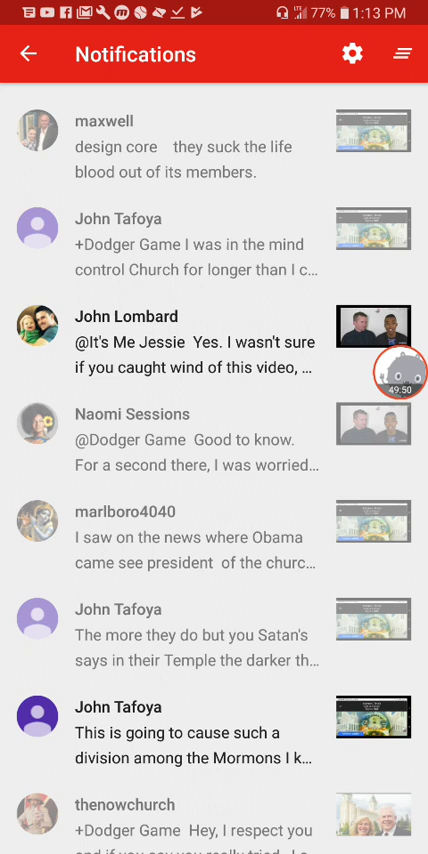 LTE 77% 1:13 PM
Notifications
maxwell
design core they suck the life
blood out of its members.
John Tafoya
+Dodger Game I was in the mind
control Church for longer than I c...
John Lombard
@It's Me Jessie Yes. I wasn't sure
if you caught wind of this video, ...
49:50
Naomi Sessions
@Dodger Game Good to know.
For a second there, I was worried...
marlboro4040
I saw on the news where Obama
came see president of the churc...
John Tafoya
The more they do but you Satan's
says in their Temple the darker th...
John Tafoya
This is going to cause such a
division among the Mormons I k...
thenowchurch
+Dodger Game Hey, I respect you